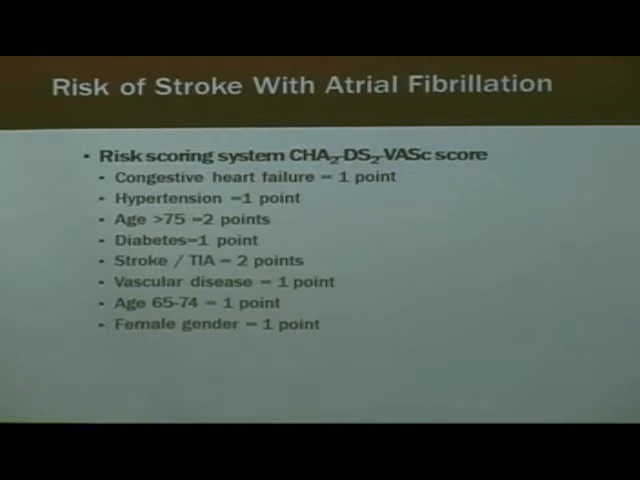 Risk of Stroke With Atrial Fibrillation
• Risk scoring system CHA₂-DS₂-VASc score
• Congestive heart failure = 1 point
• Hypertension =1 point
• Age >75 =2 points
• Diabetes=1 point
• Stroke / TIA = 2 points
• Vascular disease = 1 point
• Age 65-74 = 1 point
• Female gender = 1 point